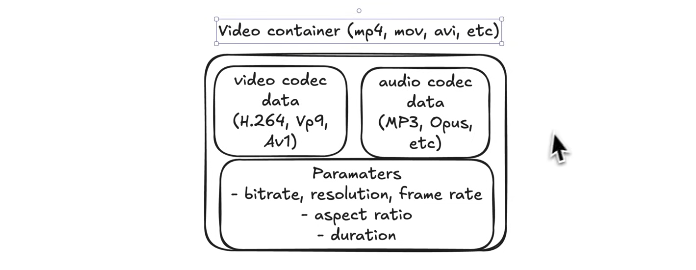 Video container (mp4, mov, avi, etc)
video codec
data
(H.264, Vp9,
Av1)
audio codec
data
(MP3, Opus,
etc)
Paramaters
- bitrate, resolution, frame rate
- aspect ratio
- duration